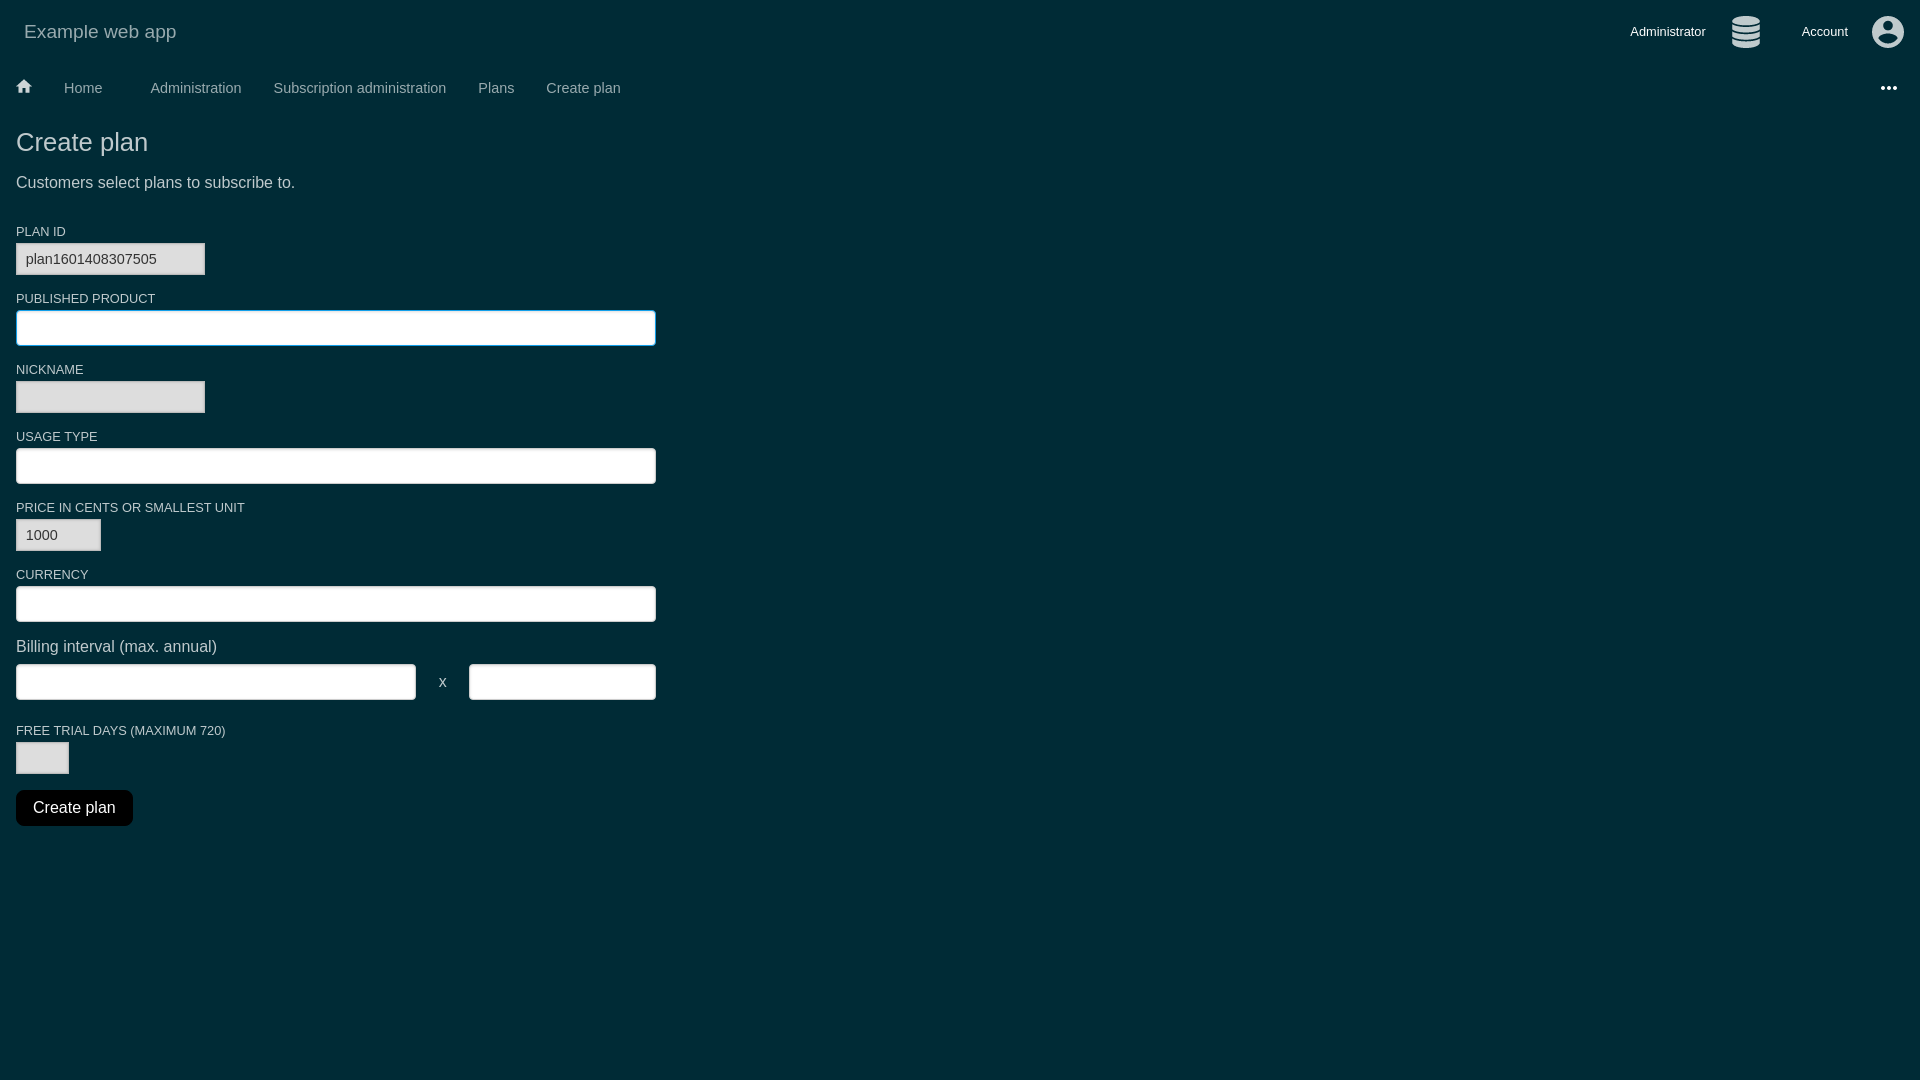 Example web app
Administrator
Account
Home
Administration
Subscription administration
Plans
Create plan
Create plan
Customers select plans to subscribe to.
PLAN ID
plan1601408307505
PUBLISHED PRODUCT
NICKNAME
USAGE TYPE
PRICE IN CENTS OR SMALLEST UNIT
1000
CURRENCY
Billing interval (max. annual)
x
FREE TRIAL DAYS (MAXIMUM 720)
Create plan